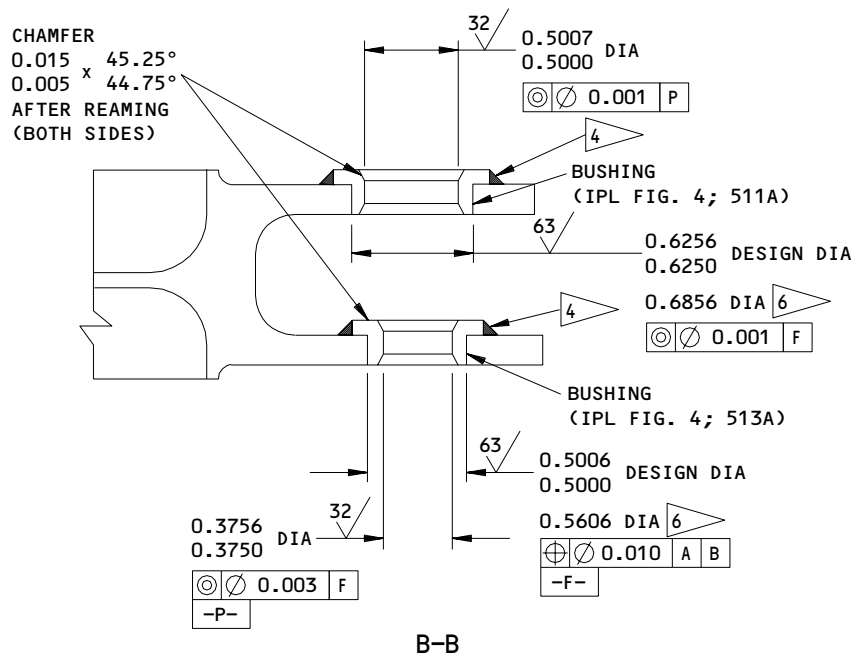 CHAMFER
0.015 x 45.25°
0.005 44.75°
AFTER REAMING
(BOTH SIDES)
32
0.5007 DIA
0.5000
⌾ ⌀ 0.001 P
4
BUSHING
(IPL FIG. 4; 511A)
63
0.6256 DESIGN DIA
0.6250
0.6856 DIA 6
⌾ ⌀ 0.001 F
4
BUSHING
(IPL FIG. 4; 513A)
63
0.5006 DESIGN DIA
0.5000
0.5606 DIA 6
⌖ ⌀ 0.010 A B
-F-
32
0.3756 DIA
0.3750
⌾ ⌀ 0.003 F
-P-
B-B